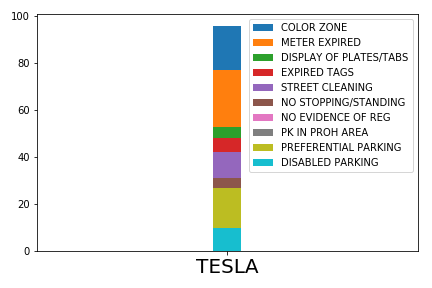 100
80
60
40
20
0
COLOR ZONE
METER EXPIRED
DISPLAY OF PLATES/TABS
EXPIRED TAGS
STREET CLEANING
NO STOPPING/STANDING
NO EVIDENCE OF REG
PK IN PROH AREA
PREFERENTIAL PARKING
DISABLED PARKING
TESLA